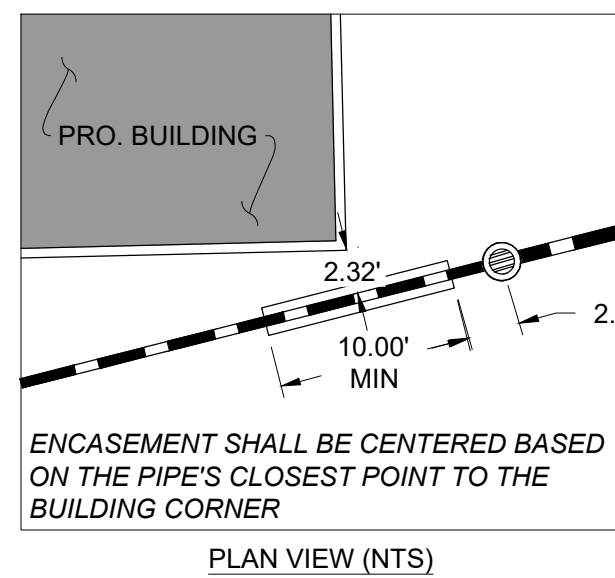 PRO. BUILDING
2.32'
10.00'
MIN
2.
ENCASEMENT SHALL BE CENTERED BASED
ON THE PIPE'S CLOSEST POINT TO THE
BUILDING CORNER
PLAN VIEW (NTS)